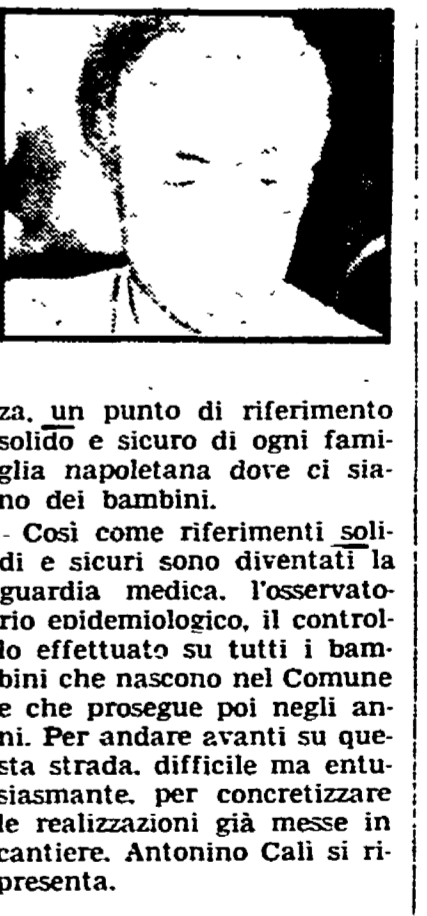 za, un punto di riferimento
solido e sicuro di ogni fami-
glia napoletana dove ci sia-
no dei bambini.
- Così come riferimenti soli-
di e sicuri sono diventati la
guardia medica, l'osservato-
rio epidemiologico, il control-
lo effettuato su tutti i bam-
bini che nascono nel Comune
e che prosegue poi negli an-
ni. Per andare avanti su que-
sta strada, difficile ma entu-
siasmante, per concretizzare
le realizzazioni già messe in
cantiere. Antonino Calì si ri-
presenta.